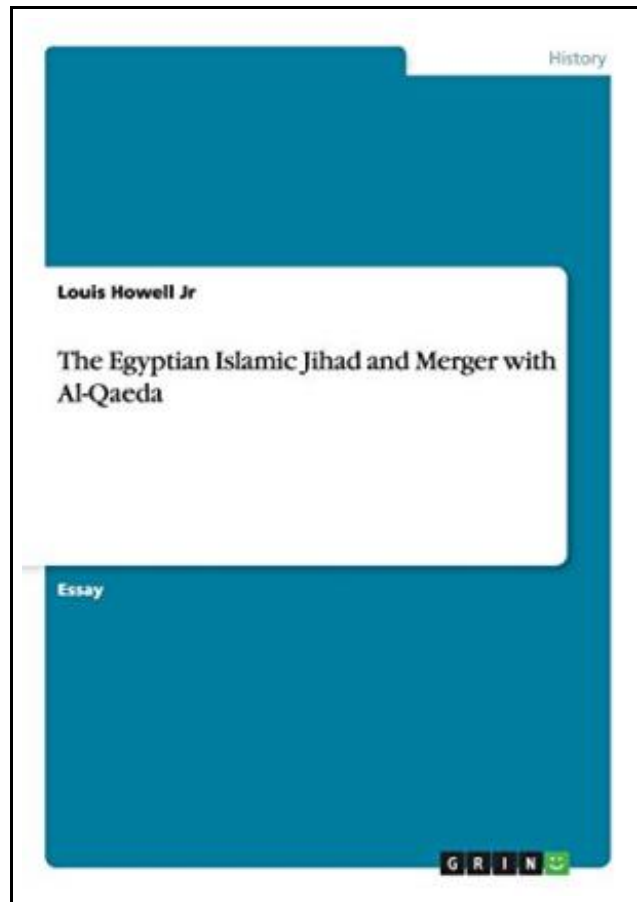 History
Louis Howell Jr
The Egyptian Islamic Jihad and Merger with
Al-Qaeda
Essay
GRIN